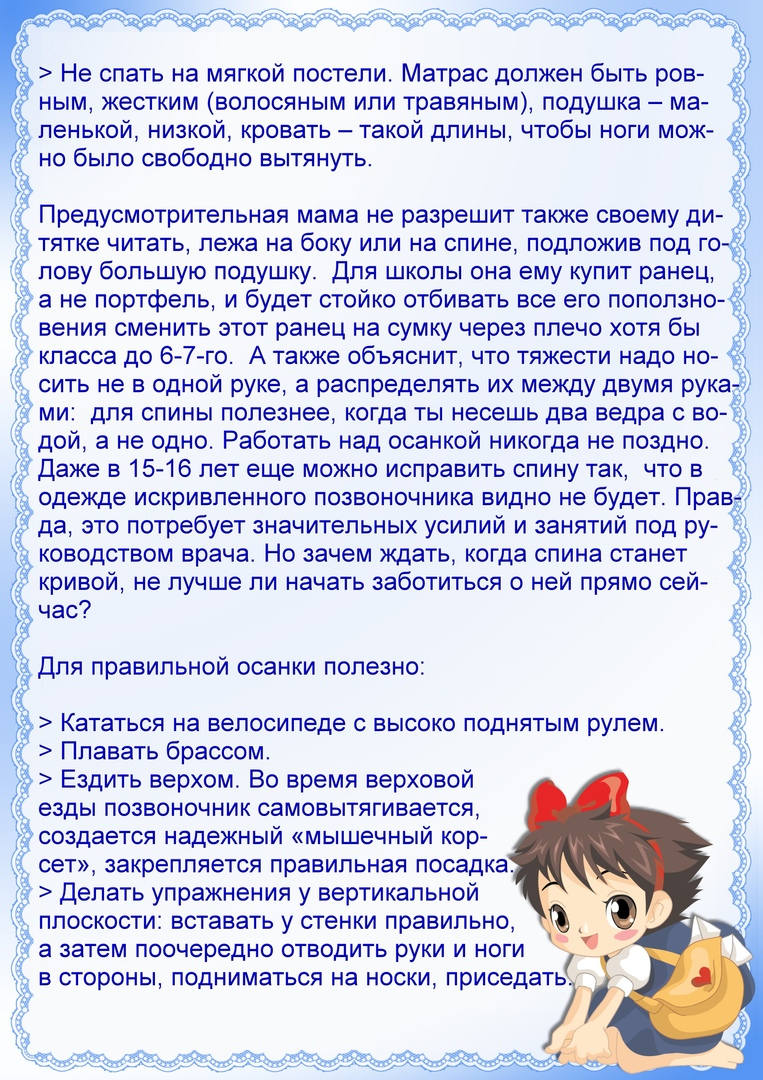 > Не спать на мягкой постели. Матрас должен быть ров-
ным, жестким (волосяным или травяным), подушка – ма-
ленькой, низкой, кровать – такой длины, чтобы ноги мож-
но было свободно вытянуть.
Предусмотрительная мама не разрешит также своему ди-
тятке читать, лежа на боку или на спине, подложив под го-
лову большую подушку.  Для школы она ему купит ранец,
а не портфель, и будет стойко отбивать все его поползно-
вения сменить этот ранец на сумку через плечо хотя бы
класса до 6-7-го.  А также объяснит, что тяжести надо но-
сить не в одной руке, а распределять их между двумя рука-
ми:  для спины полезнее, когда ты несешь два ведра с во-
дой, а не одно. Работать над осанкой никогда не поздно.
Даже в 15-16 лет еще можно исправить спину так,  что в
одежде искривленного позвоночника видно не будет. Прав-
да, это потребует значительных усилий и занятий под ру-
ководством врача. Но зачем ждать, когда спина станет
кривой, не лучше ли начать заботиться о ней прямо сей-
час?
Для правильной осанки полезно:
> Кататься на велосипеде с высоко поднятым рулем.
> Плавать брассом.
> Ездить верхом. Во время верховой
езды позвоночник самовытягивается,
создается надежный «мышечный кор-
сет», закрепляется правильная посадка.
> Делать упражнения у вертикальной
плоскости: вставать у стенки правильно,
а затем поочередно отводить руки и ноги
в стороны, подниматься на носки, приседать.